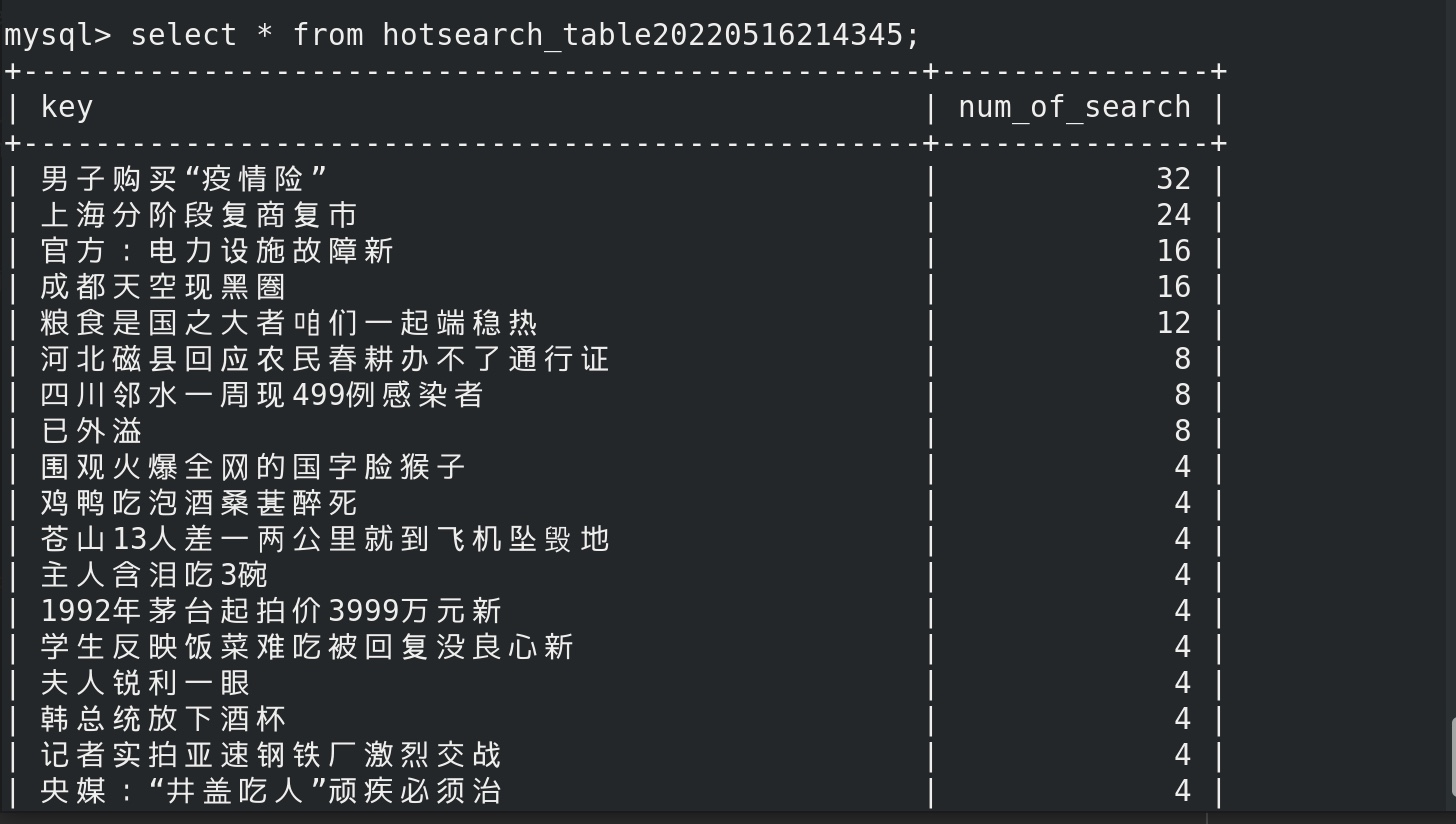 mysql> select * from hotsearch_table20220516214345;
+--------------------------------------------------+---------------+
| key | num_of_search |
+--------------------------------------------------+---------------+
| 男子购买“疫情险” | 32 |
| 上海分阶段复商复市 | 24 |
| 官方：电力设施故障新 | 16 |
| 成都天空现黑圈 | 16 |
| 粮食是国之大者咱们一起端稳热 | 12 |
| 河北磁县回应农民春耕办不了通行证 | 8 |
| 四川邻水一周现499例感染者 | 8 |
| 已外溢 | 8 |
| 围观火爆全网的国字脸猴子 | 4 |
| 鸡鸭吃泡酒桑葚醉死 | 4 |
| 苍山13人差一两公里就到飞机坠毁地 | 4 |
| 主人含泪吃3碗 | 4 |
| 1992年茅台起拍价3999万元新 | 4 |
| 学生反映饭菜难吃被回复没良心新 | 4 |
| 夫人锐利一眼 | 4 |
| 韩总统放下酒杯 | 4 |
| 记者实拍亚速钢铁厂激烈交战 | 4 |
| 央媒：“井盖吃人”顽疾必须治 | 4 |